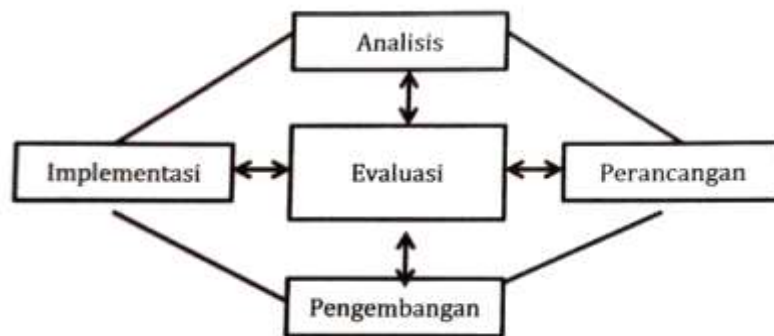 Analisis
Implementasi
Evaluasi
Perancangan
Pengembangan